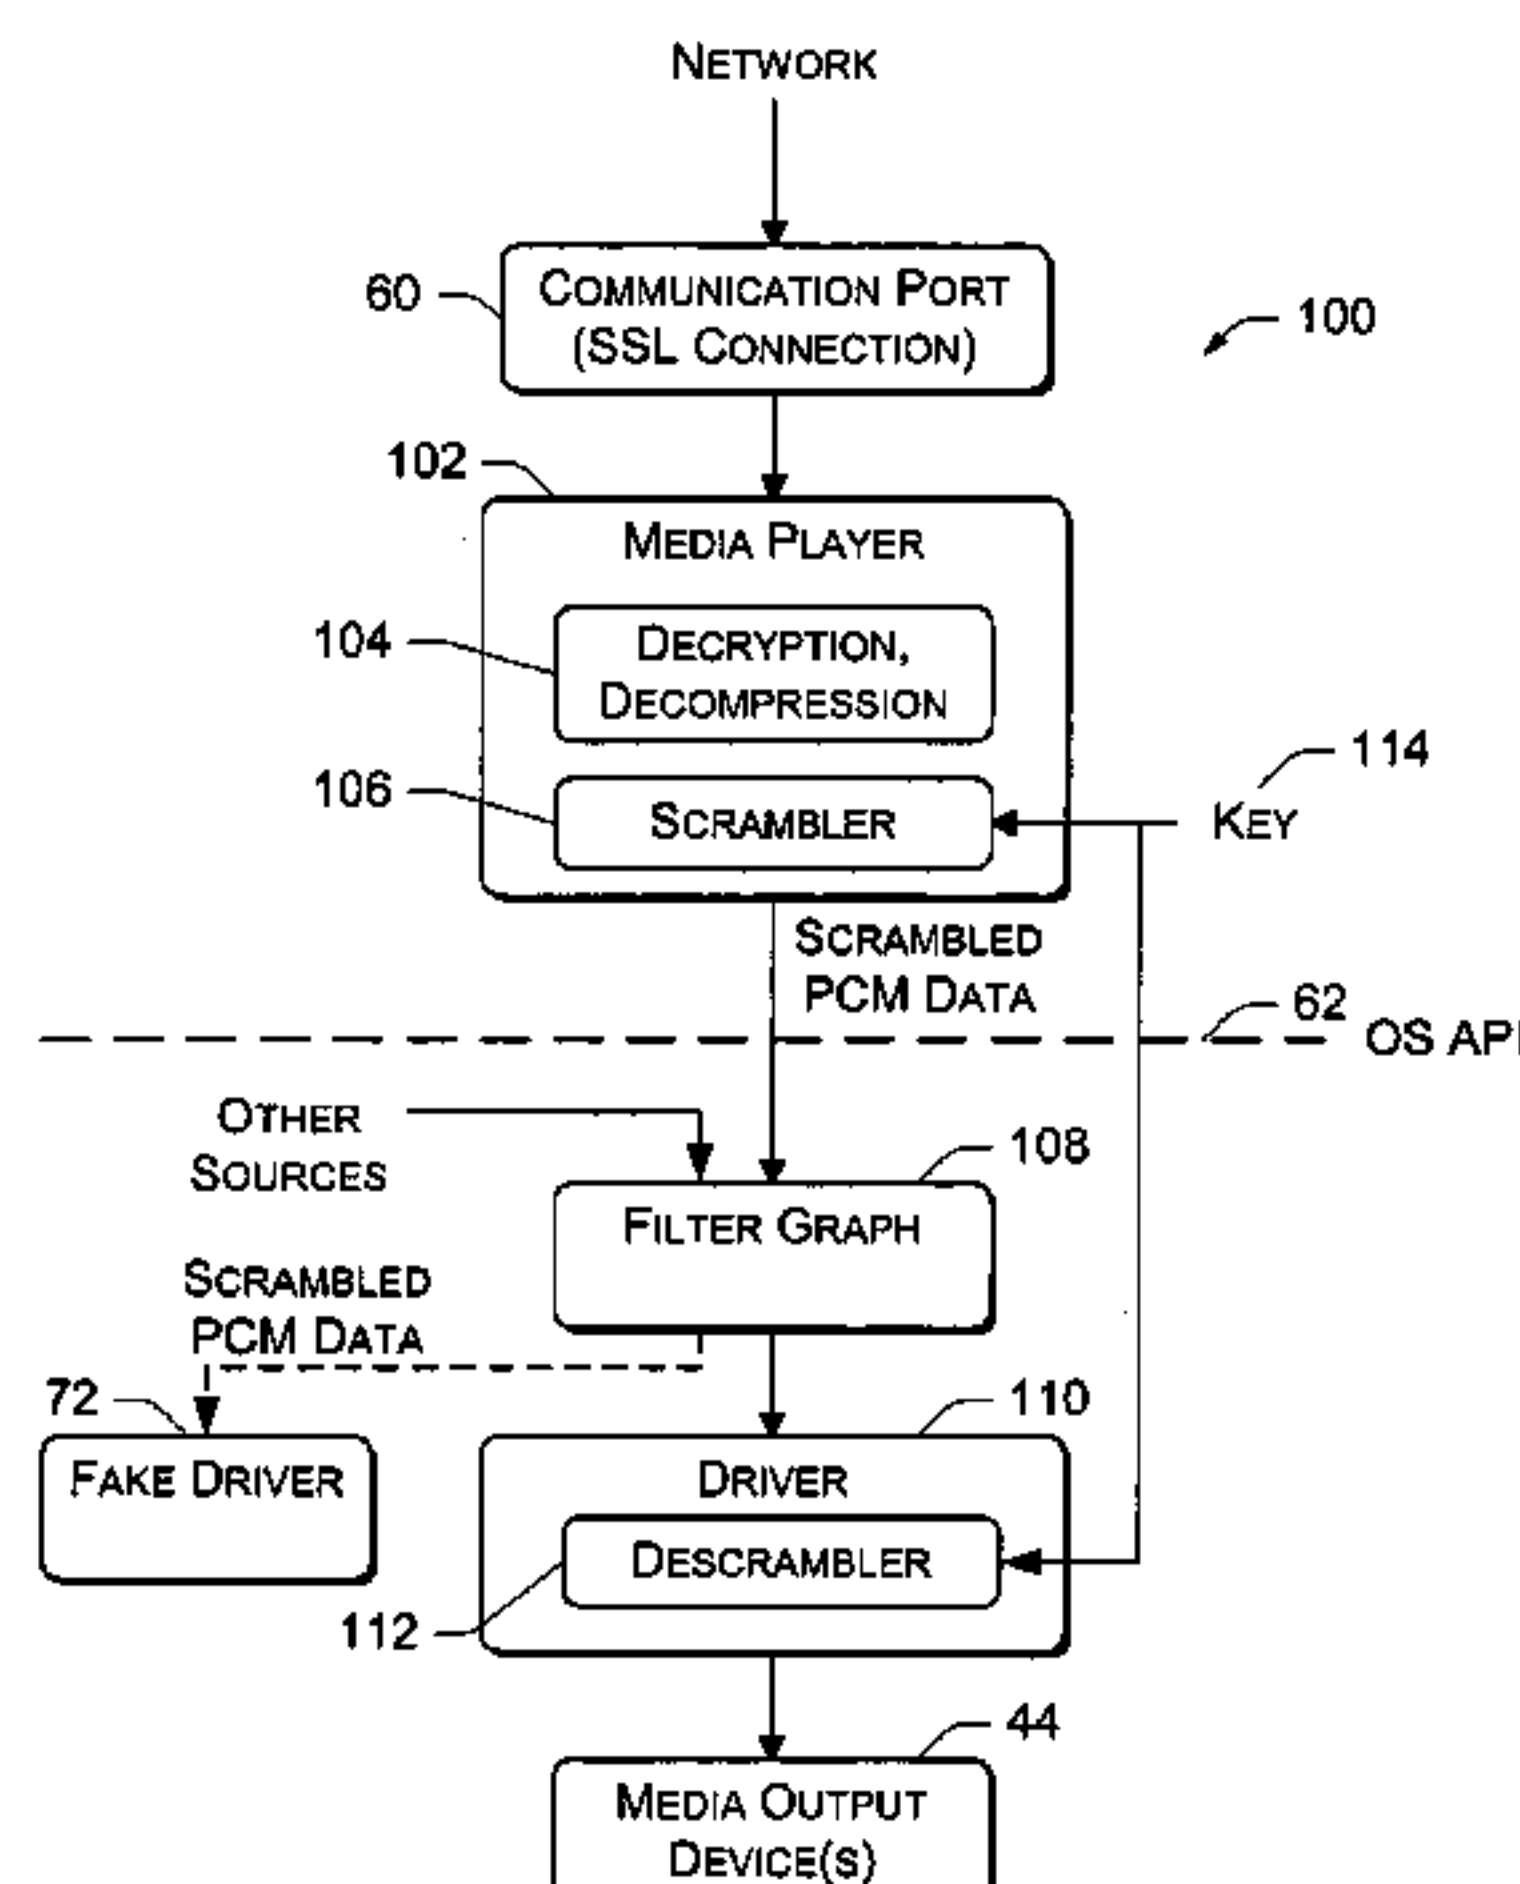 NETWORK
60
COMMUNICATION PORT
(SSL CONNECTION)
100
102
MEDIA PLAYER
104
DECRYPTION,
DECOMPRESSION
114
106
SCRAMBLER
KEY
SCRAMBLED
PCM DATA
62
OS API
OTHER
SOURCES
108
FILTER GRAPH
SCRAMBLED
PCM DATA
72
110
FAKE DRIVER
DRIVER
DESCRAMBLER
112
44
MEDIA OUTPUT
DEVICE(S)